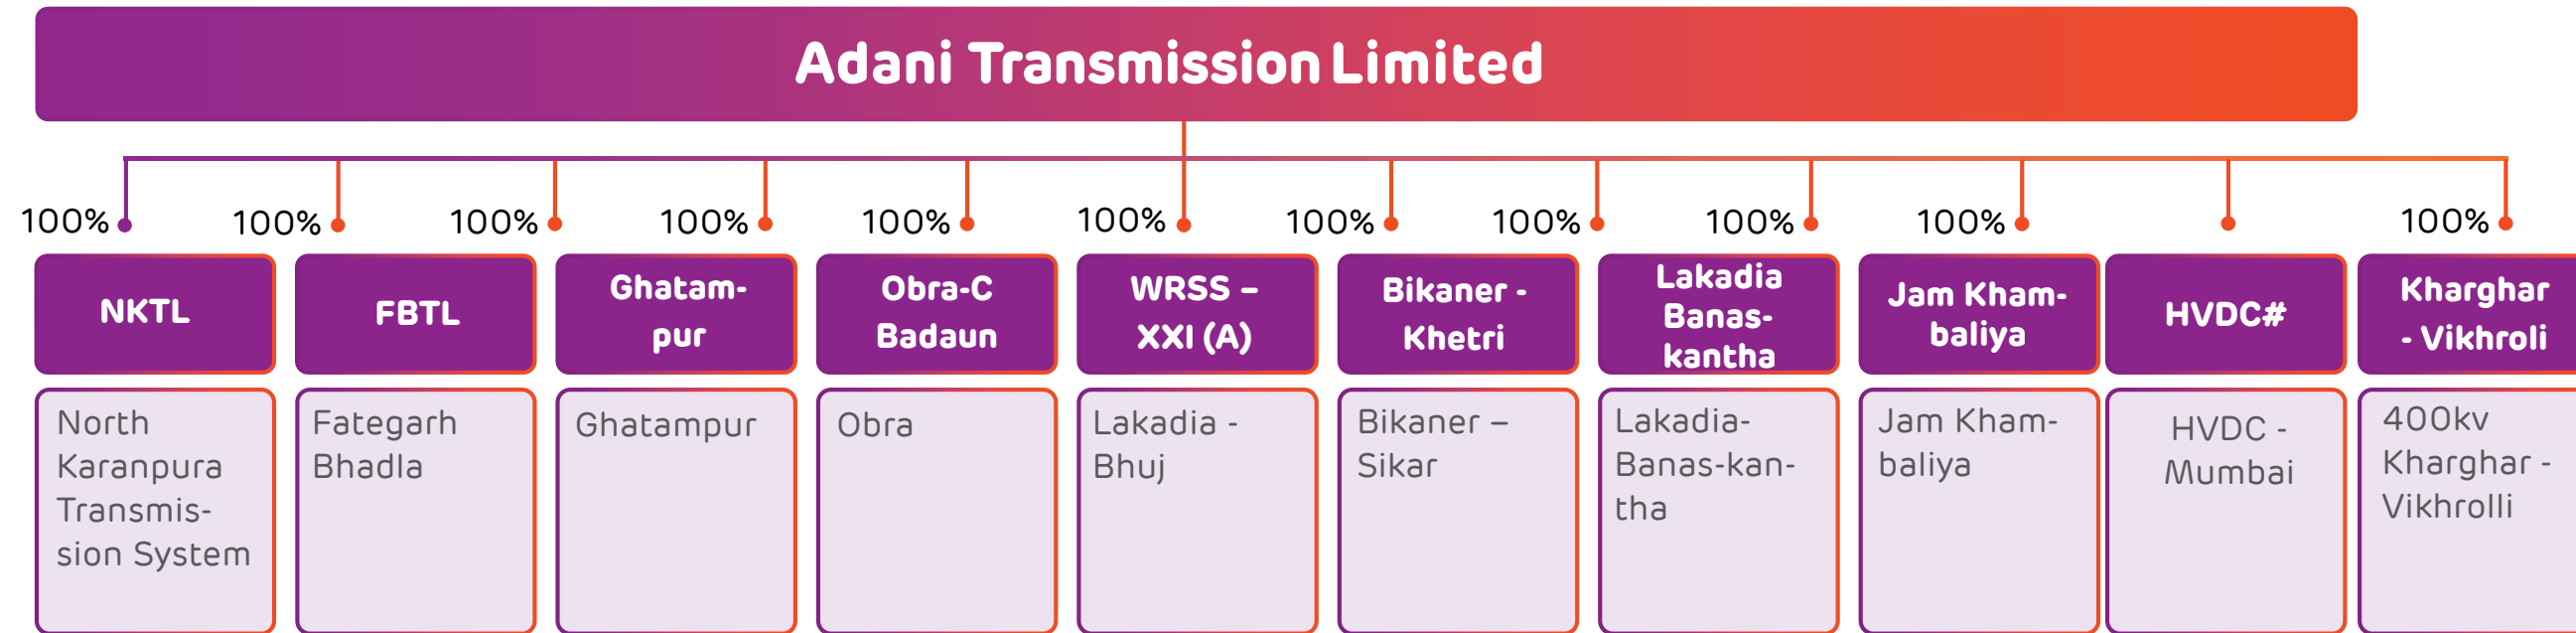 Adani Transmission Limited
100%
100%
100%
100%
100%
100%
100%
100%
100%
100%
100%
NKTL
FBTL
Ghatam-
pur
Obra-C
Badaun
WRSS –
XXI (A)
Bikaner -
Khetri
Lakadia
Banas-
kantha
Jam Kham-
baliya
HVDC#
Kharghar
- Vikhroli
North
Karanpura
Transmis-
sion System
Fategarh
Bhadla
Ghatampur
Obra
Lakadia -
Bhuj
Bikaner –
Sikar
Lakadia-
Banas-kan-
tha
Jam Kham-
baliya
HVDC -
Mumbai
400kv
Kharghar -
Vikhrolli